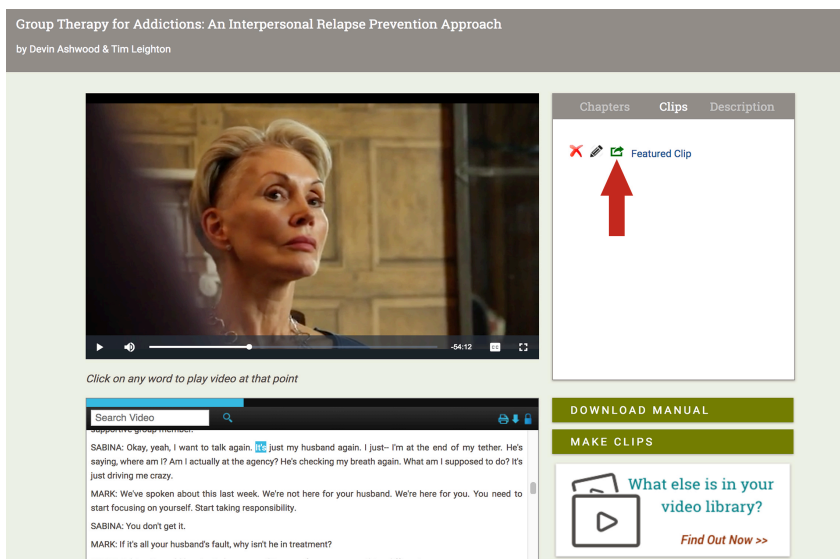 Group Therapy for Addictions: An Interpersonal Relapse Prevention Approach
by Devin Ashwood & Tim Leighton
Chapters Clips Description
Featured Clip
-54:12
CC
Click on any word to play video at that point
Search Video
supportive group member.
SABINA: Okay, yeah, I want to talk again. It's just my husband again. I just– I'm at the end of my tether. He's
saying, where am I? Am I actually at the agency? He's checking my breath again. What am I supposed to do? It's
just driving me crazy.
MARK: We've spoken about this last week. We're not here for your husband. We're here for you. You need to
start focusing on yourself. Start taking responsibility.
SABINA: You don't get it.
MARK: If it's all your husband's fault, why isn't he in treatment?
DOWNLOAD MANUAL
MAKE CLIPS
What else is in your
video library?
Find Out Now >>